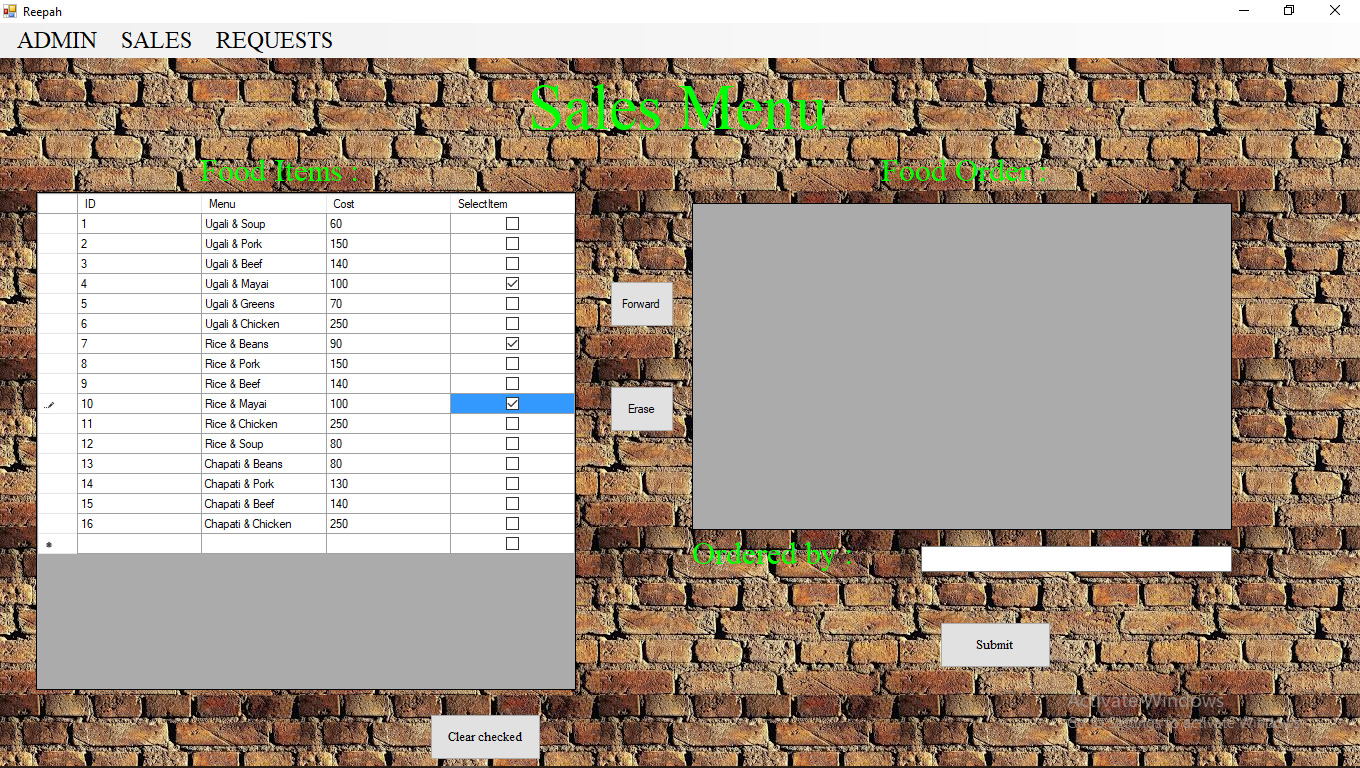 Reepah
ADMIN SALES REQUESTS
Sales Menu
Food Items :
ID Menu Cost SelectItem
1 Ugali & Soup 60
2 Ugali & Pork 150
3 Ugali & Beef 140
4 Ugali & Mayai 100
5 Ugali & Greens 70
6 Ugali & Chicken 250
7 Rice & Beans 90
8 Rice & Pork 150
9 Rice & Beef 140
10 Rice & Mayai 100
11 Rice & Chicken 250
12 Rice & Soup 80
13 Chapati & Beans 80
14 Chapati & Pork 130
15 Chapati & Beef 140
16 Chapati & Chicken 250
Clear checked
Forward
Erase
Food Order :
Ordered by :
Submit
Activate Windows